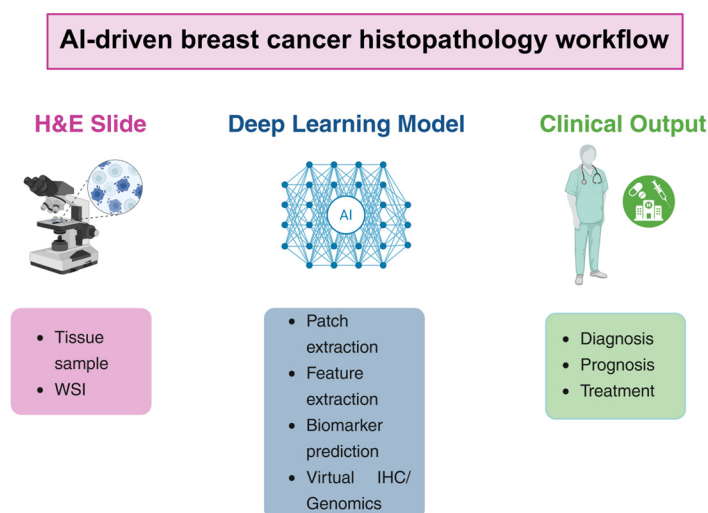 AI-driven breast cancer histopathology workflow
H&E Slide
Deep Learning Model
Clinical Output
AI
H
• Tissue
sample
• WSI
• Patch
extraction
• Feature
extraction
• Biomarker
prediction
• Virtual IHC/
Genomics
• Diagnosis
• Prognosis
• Treatment